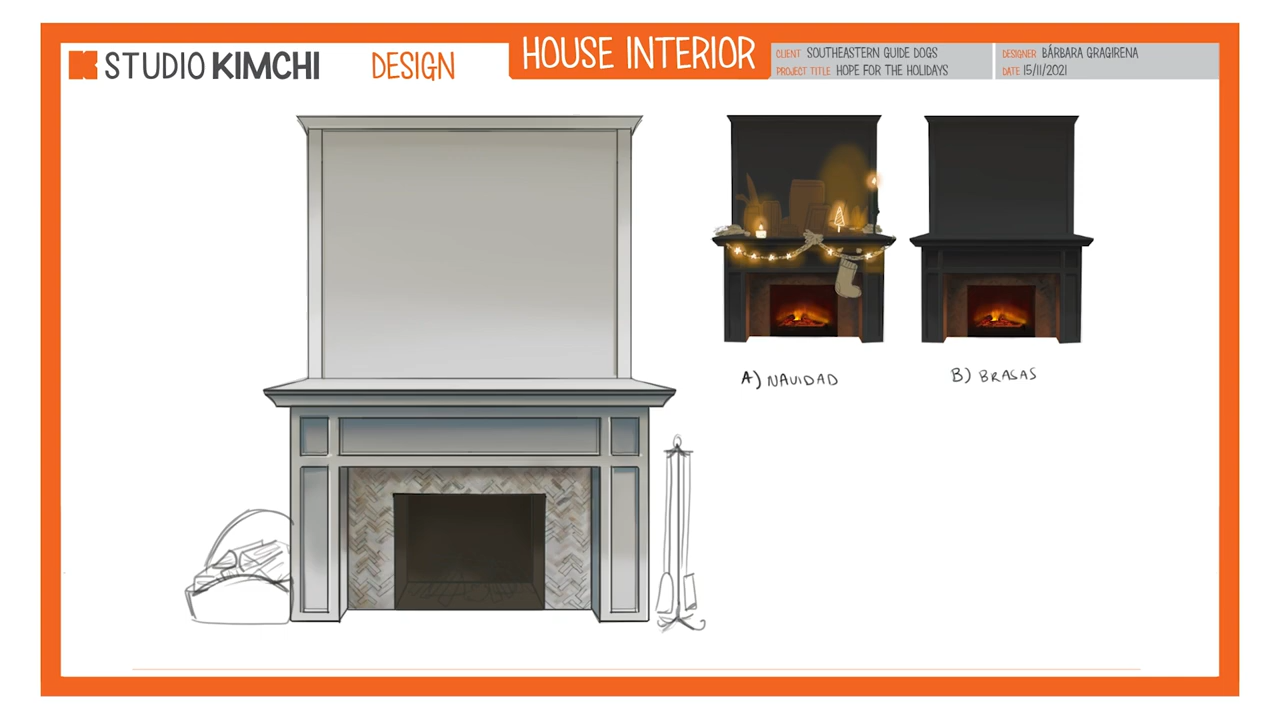 STUDIO KIMCHI
DESIGN
HOUSE INTERIOR
CLIENT SOUTHEASTERN GUIDE DOGS
PROJECT TITLE HOPE FOR THE HOLIDAYS
DESIGNER BÁRBARA GRAGIRENA
DATE 15/11/2021
A) NAVIDAD
B) BRASAS